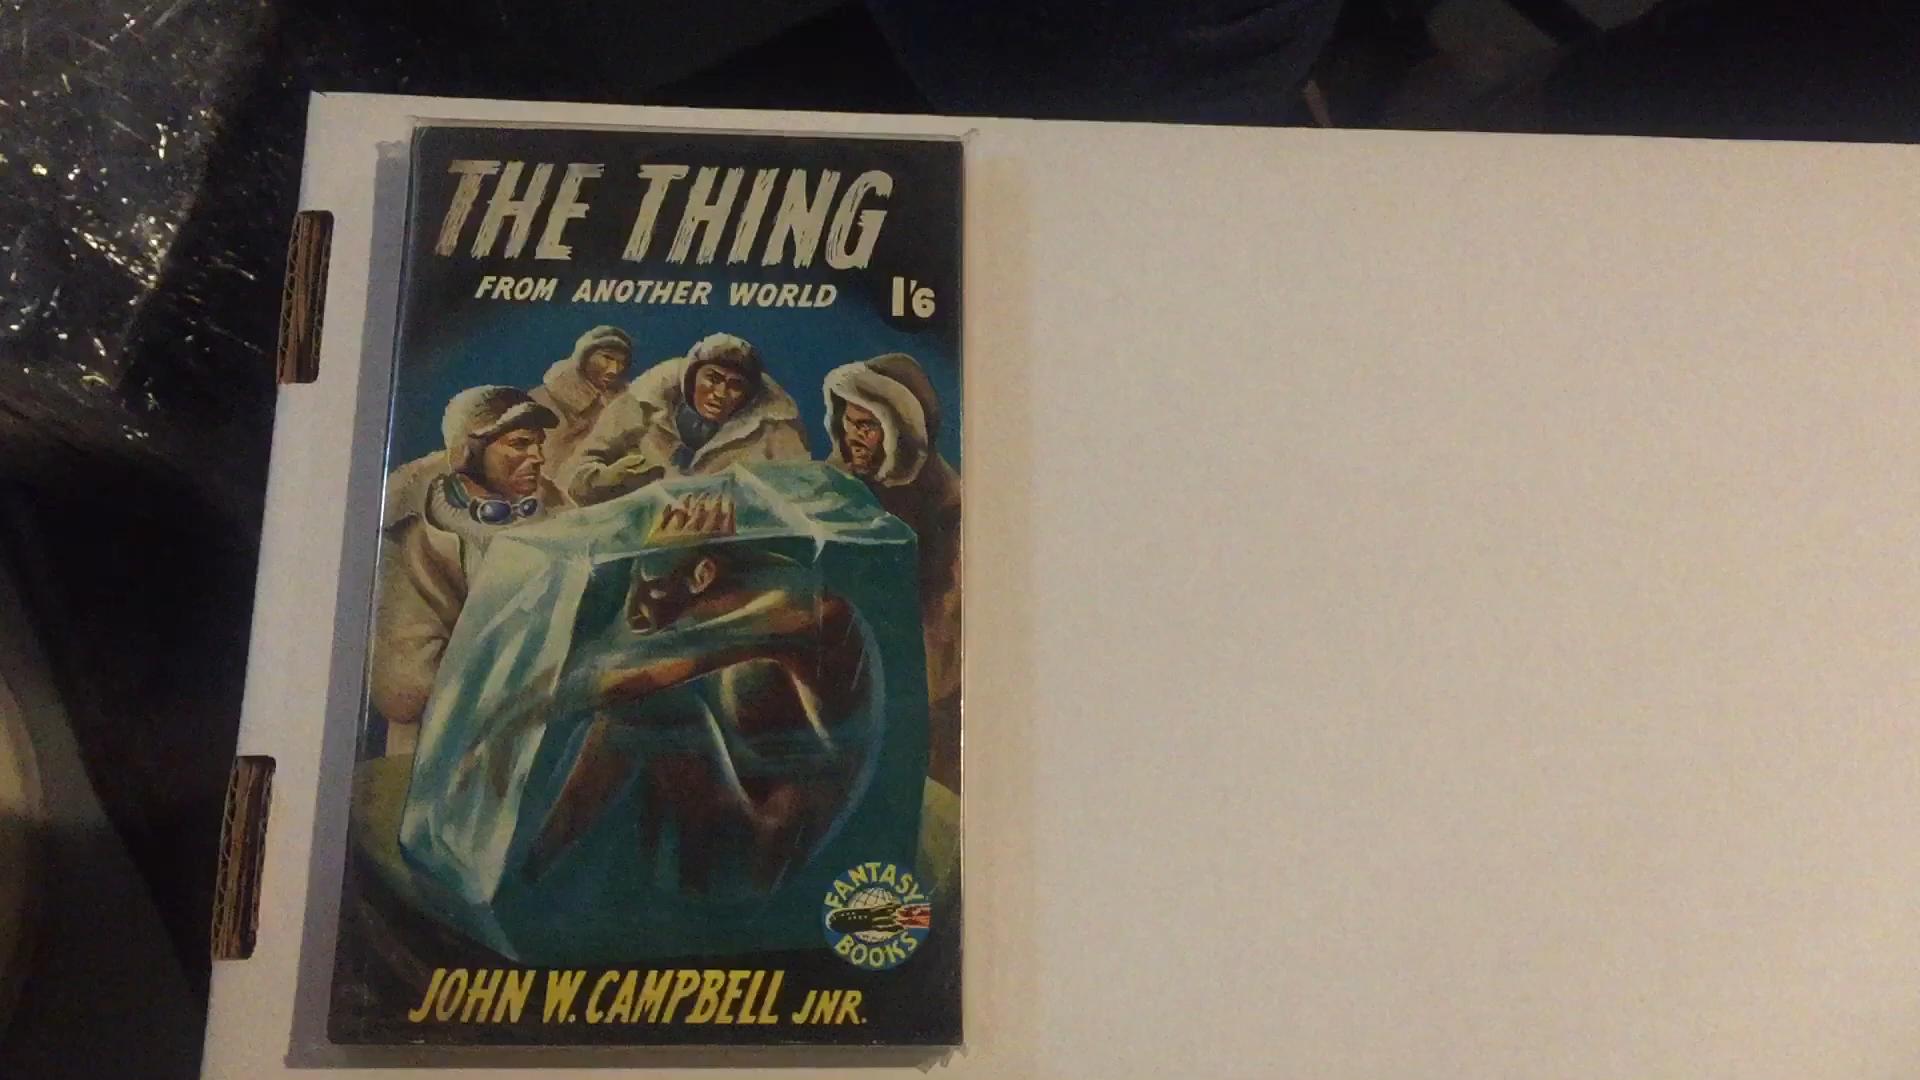 THE THING
FROM ANOTHER WORLD
1'6
FANTASY
BOOKS
JOHN W. CAMPBELL JNR.